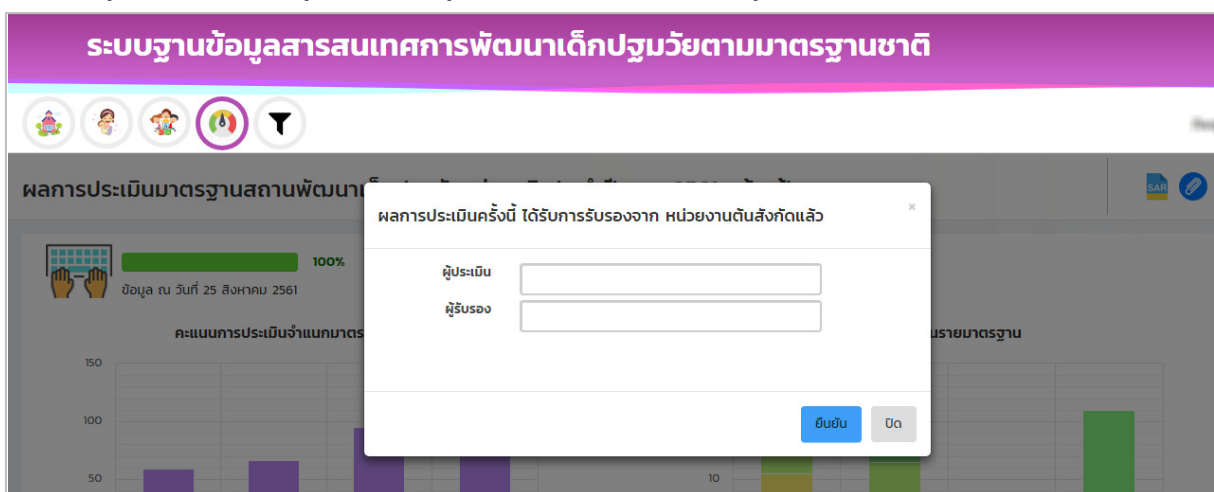 ระบบฐานข้อมูลสารสนเทศการพัฒนาเด็กปฐมวัยตามมาตรฐานชาติ
ผลการประเมินมาตรฐานสถานพัฒนา
SAR
ผลการประเมินครั้งนี้ ได้รับการรับรองจาก หน่วยงานต้นสังกัดแล้ว
×
100%
ผู้ประเมิน
ข้อมูล ณ วันที่ 25 สิงหาคม 2561
ผู้รับรอง
คะแนนการประเมินจำแนกมาตร
นรายมาตรฐาน
150
100
ยืนยัน ปิด
50
10